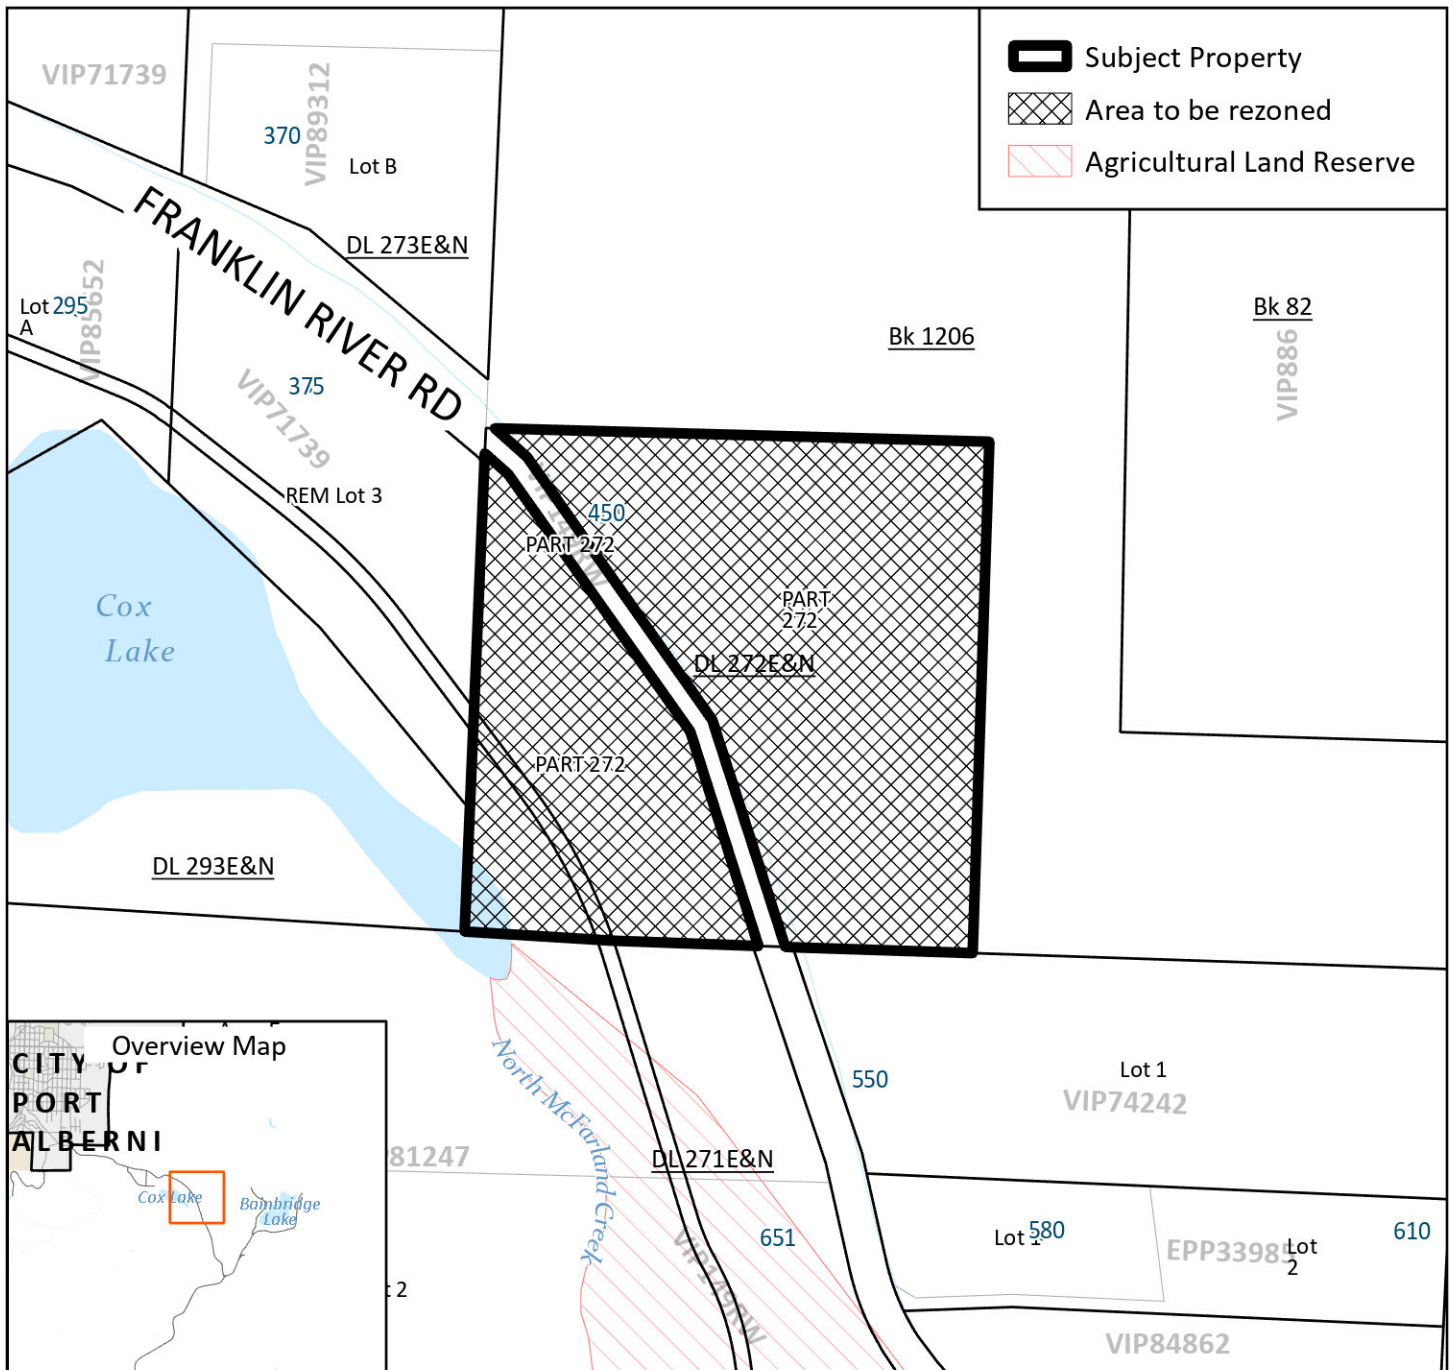 Subject Property
Area to be rezoned
Agricultural Land Reserve
VIP71739
VIP89312
370
Lot B
DL 273E&N
FRANKLIN RIVER RD
Lot 295
A
VIP85652
375
VIP71739
REM Lot 3
Bk 1206
Bk 82
VIP886
450
PART 272
PART
272
DL 272E&N
PART 272
Cox
Lake
DL 293E&N
Overview Map
CITY OF
PORT
ALBERNI
Cox Lake
Bainbridge
Lake
North McFarland Creek
81247
DL 271E&N
651
VIP149RW
550
Lot 1
VIP74242
Lot 1
580
EPP33985
Lot
2
610
VIP84862